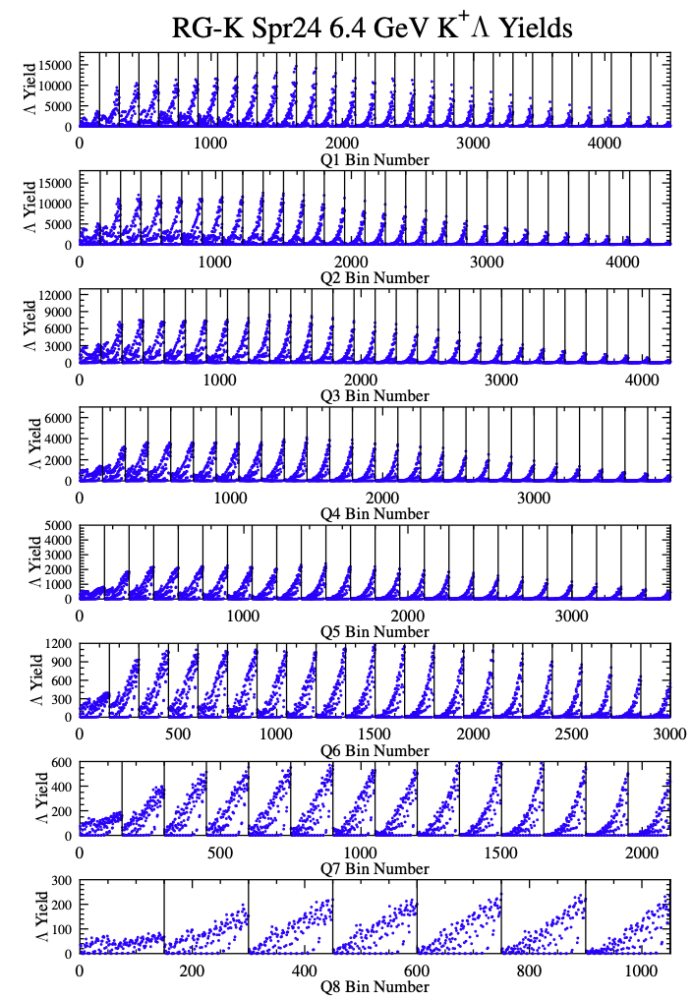 RG-K Spr24 6.4 GeV K⁺Λ Yields
15000
10000
5000
0
Λ Yield
0 1000 2000 3000 4000
Q1 Bin Number
15000
10000
5000
0
Λ Yield
0 1000 2000 3000 4000
Q2 Bin Number
12000
9000
6000
3000
0
Λ Yield
0 1000 2000 3000 4000
Q3 Bin Number
6000
4000
2000
0
Λ Yield
0 1000 2000 3000
Q4 Bin Number
5000
4000
3000
2000
1000
0
Λ Yield
0 1000 2000 3000
Q5 Bin Number
1200
900
600
300
0
Λ Yield
0 500 1000 1500 2000 2500 3000
Q6 Bin Number
600
400
200
0
Λ Yield
0 500 1000 1500 2000
Q7 Bin Number
300
200
100
0
Λ Yield
0 200 400 600 800 1000
Q8 Bin Number